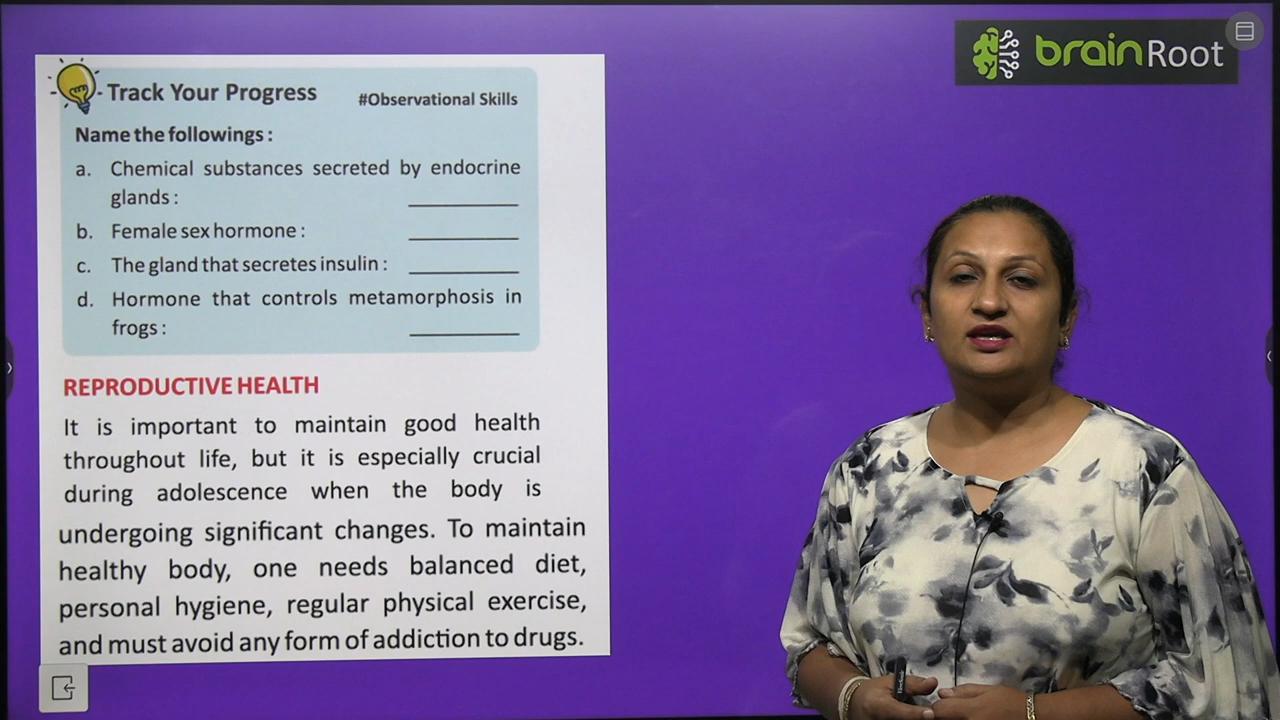 brainRoot
Track Your Progress #Observational Skills
Name the followings :
a. Chemical substances secreted by endocrine
glands : __________
b. Female sex hormone : __________
c. The gland that secretes insulin : __________
d. Hormone that controls metamorphosis in
frogs : __________
REPRODUCTIVE HEALTH
It is important to maintain good health
throughout life, but it is especially crucial
during adolescence when the body is
undergoing significant changes. To maintain
healthy body, one needs balanced diet,
personal hygiene, regular physical exercise,
and must avoid any form of addiction to drugs.